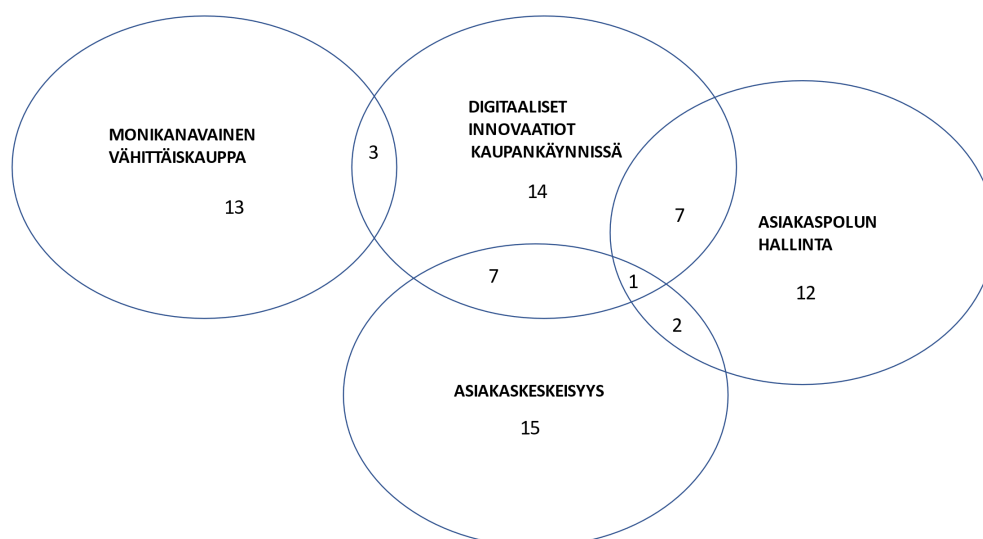 MONIKANAVAINEN
VÄHITTÄISKAUPPA
13
3
DIGITAALISET
INNOVAATIOT
KAUPANKÄYNNISSÄ
14
7
ASIAKASPOLUN
HALLINTA
12
7
1
2
ASIAKASKESKEISYYS
15